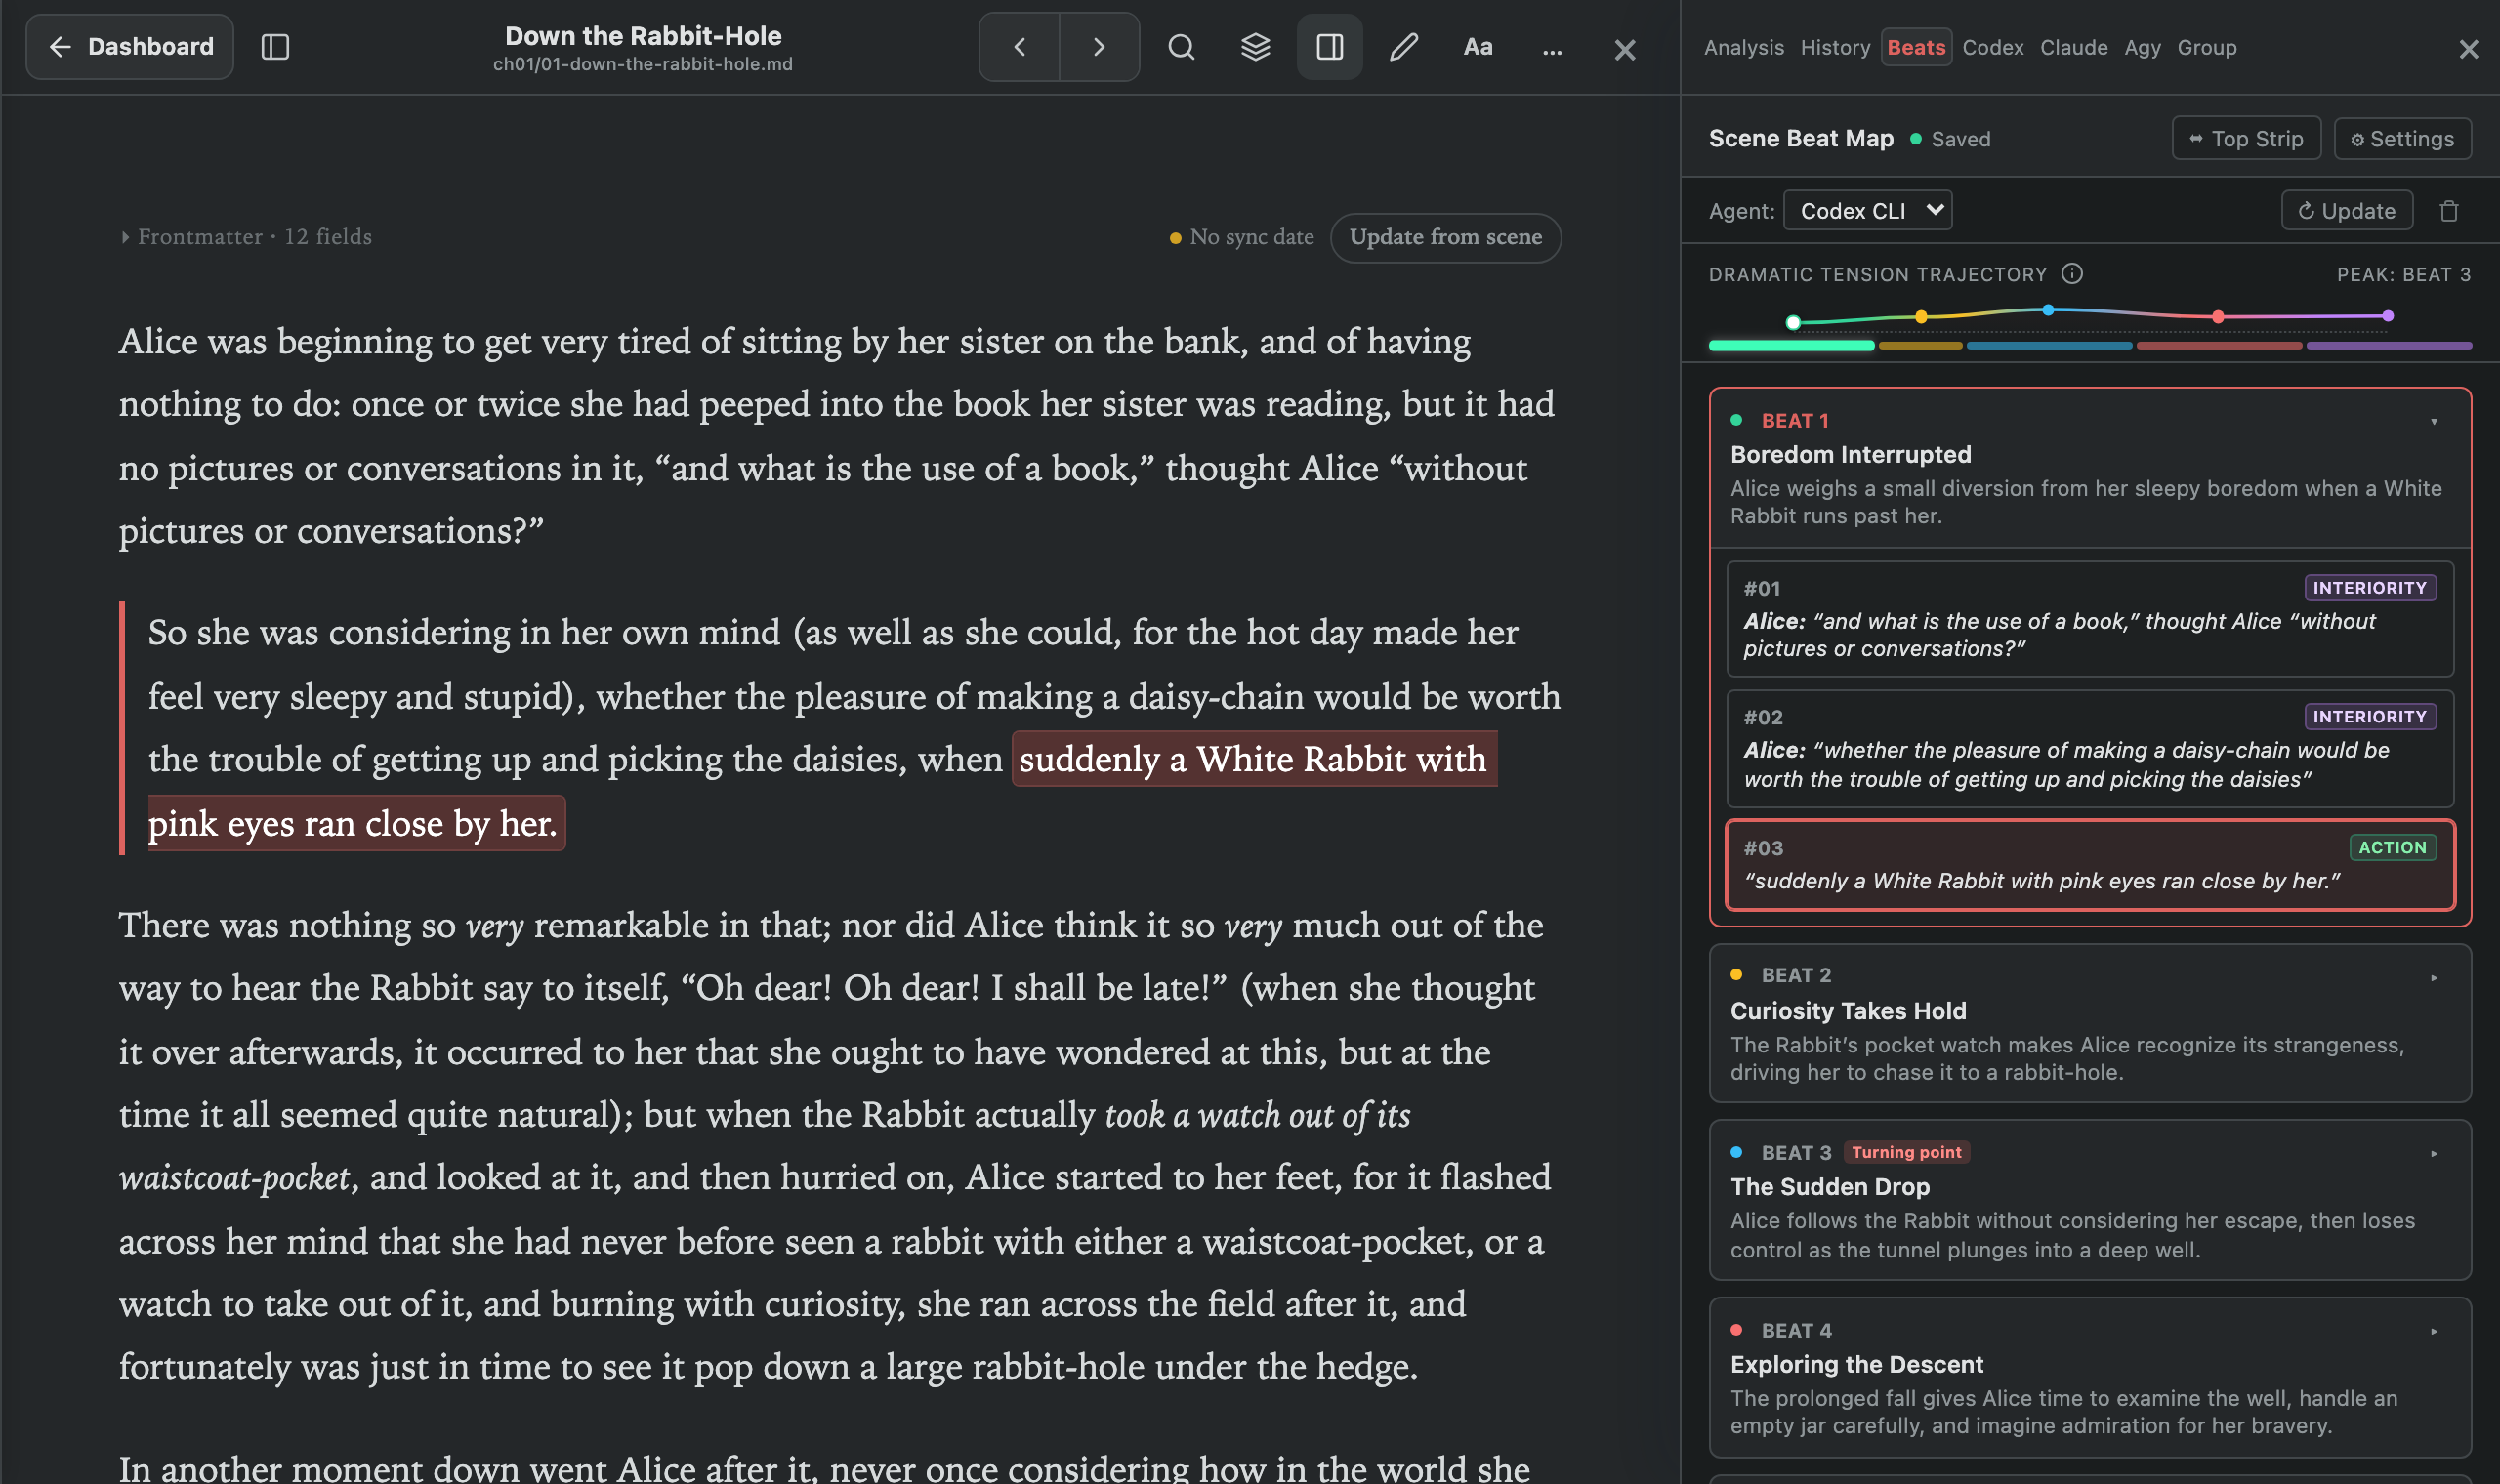 Dashboard
Down the Rabbit-Hole
ch01/01-down-the-rabbit-hole.md
Aa
...
Frontmatter · 12 fields
No sync date
Update from scene
Alice was beginning to get very tired of sitting by her sister on the bank, and of having
nothing to do: once or twice she had peeped into the book her sister was reading, but it had
no pictures or conversations in it, “and what is the use of a book,” thought Alice “without
pictures or conversations?”
So she was considering in her own mind (as well as she could, for the hot day made her
feel very sleepy and stupid), whether the pleasure of making a daisy-chain would be worth
the trouble of getting up and picking the daisies, when suddenly a White Rabbit with
pink eyes ran close by her.
There was nothing so very remarkable in that; nor did Alice think it so very much out of the
way to hear the Rabbit say to itself, “Oh dear! Oh dear! I shall be late!” (when she thought
it over afterwards, it occurred to her that she ought to have wondered at this, but at the
time it all seemed quite natural); but when the Rabbit actually took a watch out of its
waistcoat-pocket, and looked at it, and then hurried on, Alice started to her feet, for it flashed
across her mind that she had never before seen a rabbit with either a waistcoat-pocket, or a
watch to take out of it, and burning with curiosity, she ran across the field after it, and
fortunately was just in time to see it pop down a large rabbit-hole under the hedge.
In another moment down went Alice after it, never once considering how in the world she
Analysis History Beats Codex Claude Agy Group
Scene Beat Map
Saved
Top Strip
Settings
Agent:
Codex CLI
Update
DRAMATIC TENSION TRAJECTORY
PEAK: BEAT 3
BEAT 1
Boredom Interrupted
Alice weighs a small diversion from her sleepy boredom when a White
Rabbit runs past her.
#01
INTERIORITY
Alice: “and what is the use of a book,” thought Alice “without
pictures or conversations?”
#02
INTERIORITY
Alice: “whether the pleasure of making a daisy-chain would be
worth the trouble of getting up and picking the daisies”
#03
ACTION
“suddenly a White Rabbit with pink eyes ran close by her.”
BEAT 2
Curiosity Takes Hold
The Rabbit’s pocket watch makes Alice recognize its strangeness,
driving her to chase it to a rabbit-hole.
BEAT 3
Turning point
The Sudden Drop
Alice follows the Rabbit without considering her escape, then loses
control as the tunnel plunges into a deep well.
BEAT 4
Exploring the Descent
The prolonged fall gives Alice time to examine the well, handle an
empty jar carefully, and imagine admiration for her bravery.